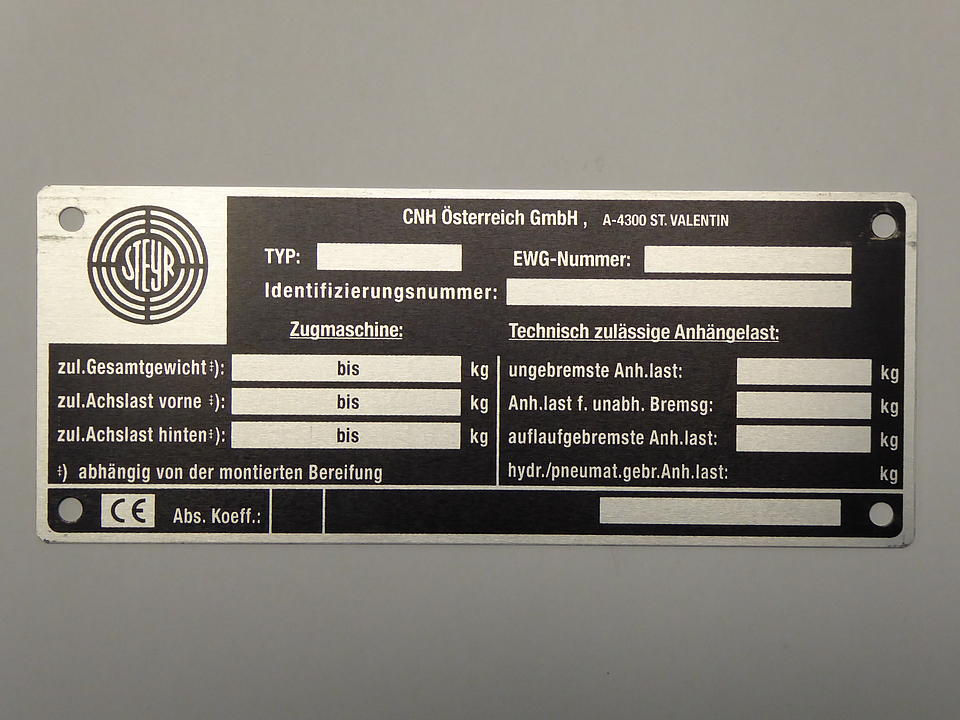 STEYR
CNH Österreich GmbH , A-4300 ST. VALENTIN
TYP: EWG-Nummer:
Identifizierungsnummer:
Zugmaschine: Technisch zulässige Anhängelast:
zul.Gesamtgewicht ‡): bis kg ungebremste Anh.last: kg
zul.Achslast vorne ‡): bis kg Anh.last f. unabh. Bremsg: kg
zul.Achslast hinten ‡): bis kg auflaufgebremste Anh.last: kg
‡) abhängig von der montierten Bereifung hydr./pneumat.gebr.Anh.last: kg
CE Abs. Koeff.: